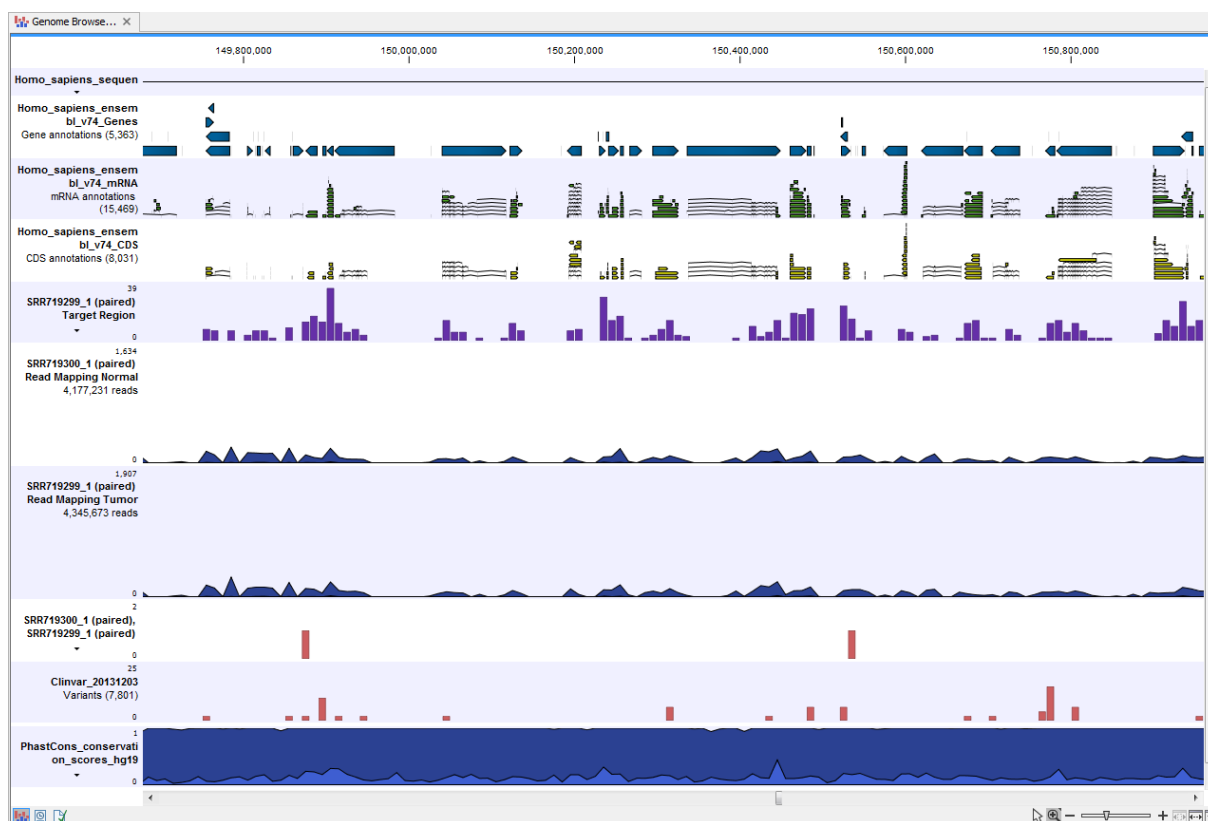 Genome Browse...
149,800,000 150,000,000 150,200,000 150,400,000 150,600,000 150,800,000
Homo_sapiens_sequen
Homo_sapiens_ensem
bl_v74_Genes
Gene annotations (5,363)
Homo_sapiens_ensem
bl_v74_mRNA
mRNA annotations
(15,469)
Homo_sapiens_ensem
bl_v74_CDS
CDS annotations (8,031)
39
SRR719299_1 (paired)
Target Region
0
1,634
SRR719300_1 (paired)
Read Mapping Normal
4,177,231 reads
0
1,907
SRR719299_1 (paired)
Read Mapping Tumor
4,345,673 reads
0
2
SRR719300_1 (paired),
SRR719299_1 (paired)
0
25
Clinvar_20131203
Variants (7,801)
0
1
PhastCons_conservati
on_scores_hg19
0